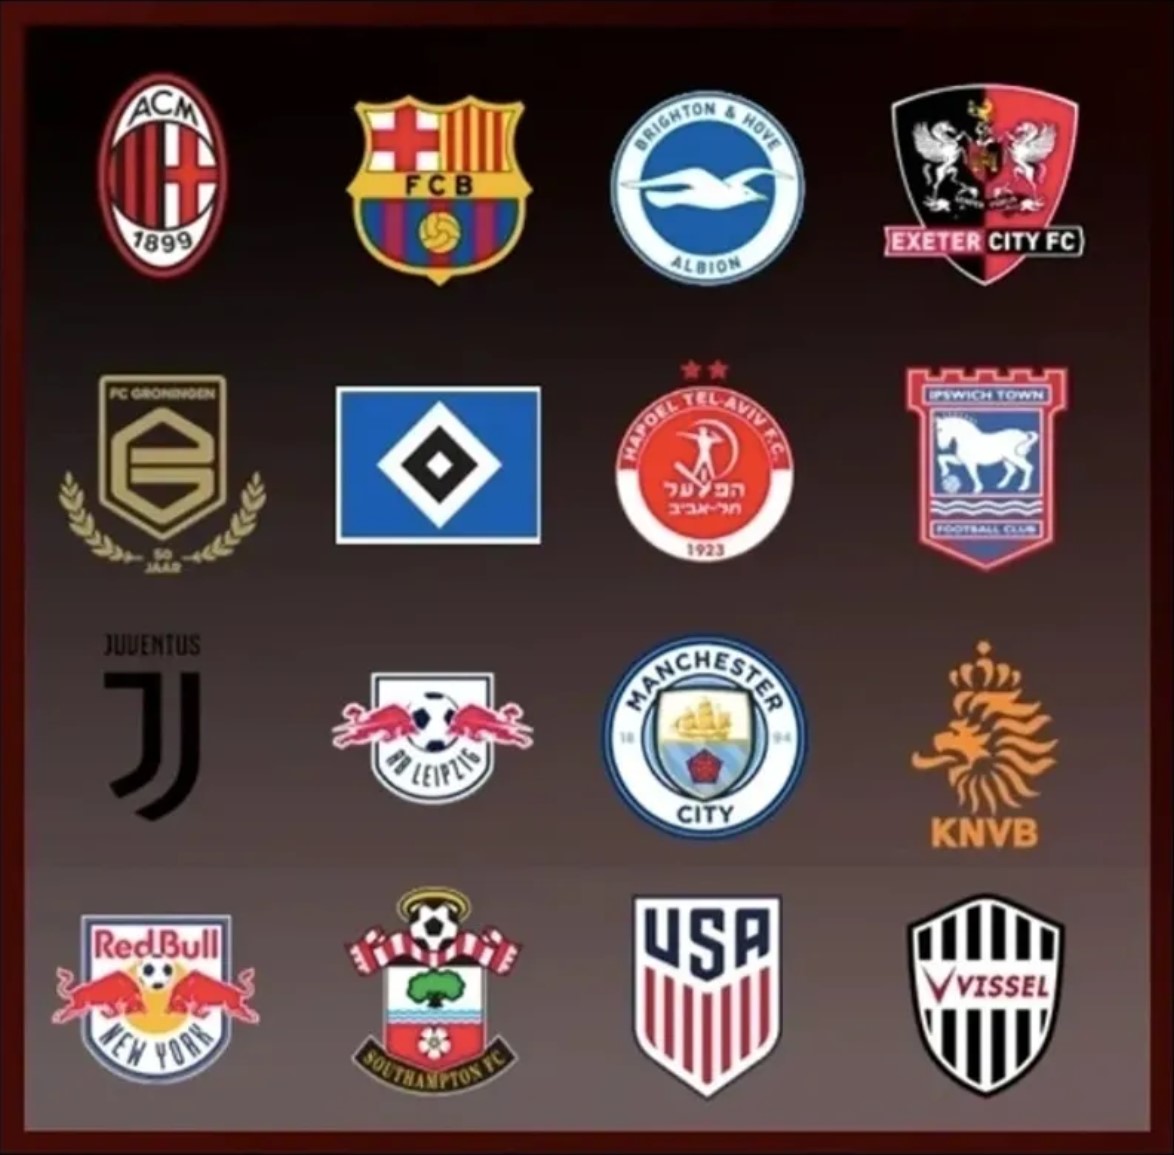 ACM
1899
FCB
BRIGHTON & HOVE
ALBION
EXETER CITY FC
FC GRONINGEN
50
JAAR
HAPOEL TEL-AVIV F.C.
הפועל
תל-אביב
1923
IPSWICH TOWN
FOOTBALL CLUB
JUVENTUS
RB LEIPZIG
MANCHESTER
18 94
CITY
KNVB
Red Bull
NEW YORK
SOUTHAMPTON FC
USA
VISSEL